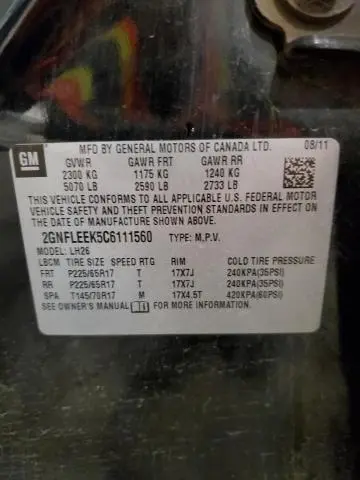 MFD BY GENERAL MOTORS OF CANADA LTD. 08/11
GM
GVWR GAWR FRT GAWR RR
2300 KG 1175 KG 1240 KG
5070 LB 2590 LB 2733 LB
THIS VEHICLE CONFORMS TO ALL APPLICABLE U.S. FEDERAL MOTOR
VEHICLE SAFETY AND THEFT PREVENTION STANDARDS IN EFFECT ON
THE DATE OF MANUFACTURE SHOWN ABOVE.
2GNFLEEK5C6111560 TYPE: M.P.V.
MODEL: LH26
LBCM TIRE SIZE SPEED RTG RIM COLD TIRE PRESSURE
FRT P225/65R17 T 17X7J 240KPA(35PSI)
RR P225/65R17 T 17X7J 240KPA(35PSI)
SPA T145/70R17 M 17X4.5T 420KPA(60PSI)
SEE OWNER'S MANUAL FOR MORE INFORMATION.